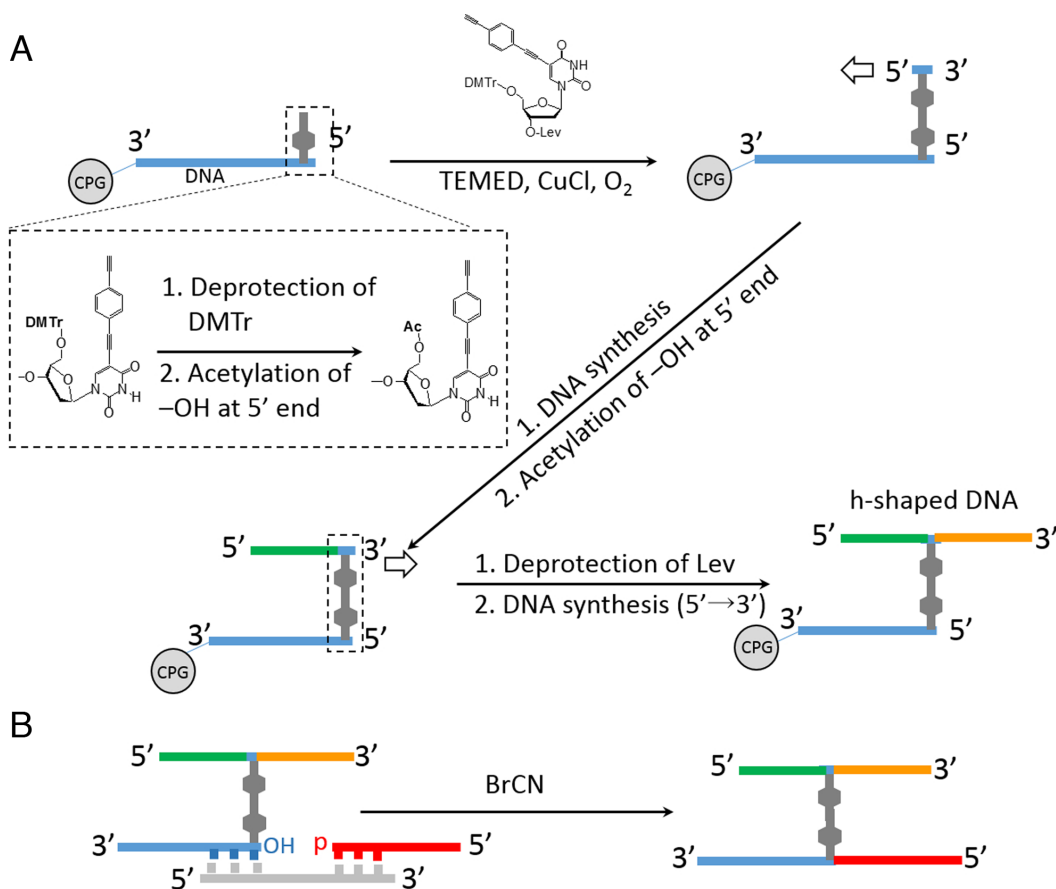 A
DMTr
O
O
O-Lev
N
O
NH
O
3’
5’
CPG
DNA
TEMED, CuCl, O2
5’
3’
3’
5’
CPG
DMTr
O
–O
O
N
O
N-H
O
1. Deprotection of
DMTr
2. Acetylation of
–OH at 5’ end
Ac
O
–O
O
N
O
N-H
O
1. DNA synthesis
2. Acetylation of –OH at 5’ end
5’
3’
3’
5’
CPG
1. Deprotection of Lev
2. DNA synthesis (5’→3’)
h-shaped DNA
5’
3’
3’
5’
CPG
B
5’
3’
3’
OH
p
5’
5’
3’
BrCN
5’
3’
3’
5’